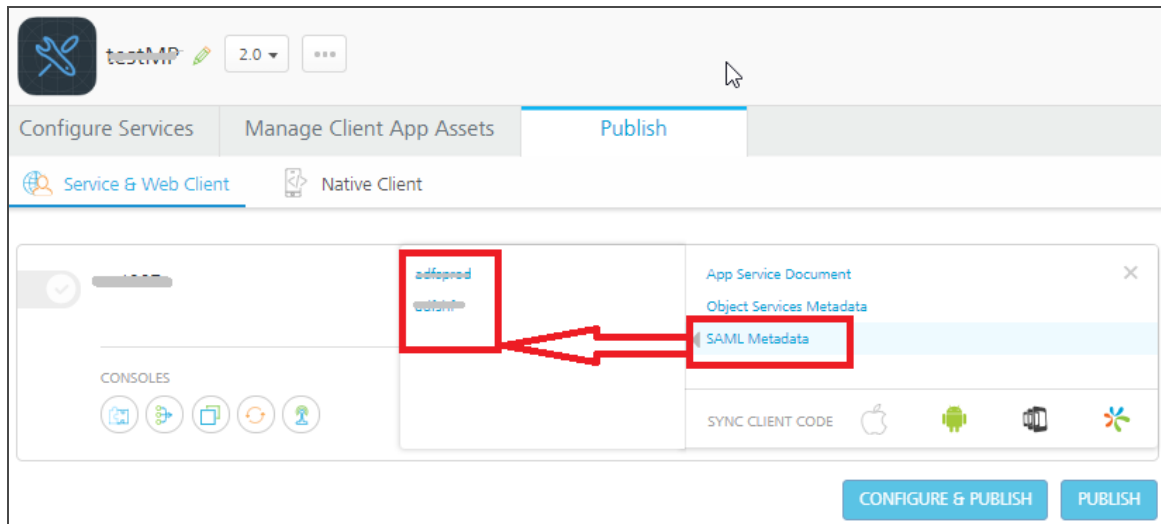 testMP 2.0
Configure Services Manage Client App Assets Publish
Service & Web Client Native Client
adfsprod App Service Document
Object Services Metadata
SAML Metadata
CONSOLES
SYNC CLIENT CODE
CONFIGURE & PUBLISH PUBLISH